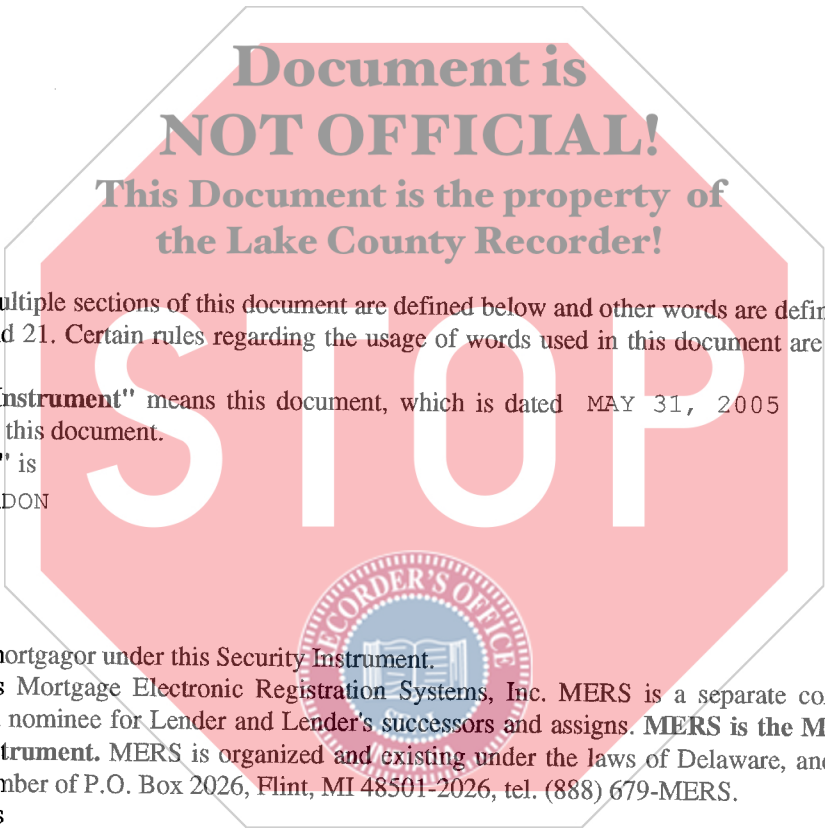 Document is
NOT OFFICIAL!
This Document is the property of
the Lake County Recorder!
ultiple sections of this document are defined below and other words are defin
d 21. Certain rules regarding the usage of words used in this document are
STOP
Instrument" means this document, which is dated MAY 31, 2005
this document.
" is
DON
RECORDER'S OFFICE
ortgagor under this Security Instrument.
s Mortgage Electronic Registration Systems, Inc. MERS is a separate co
nominee for Lender and Lender's successors and assigns. MERS is the M
trument. MERS is organized and existing under the laws of Delaware, an
mber of P.O. Box 2026, Flint, MI 48501-2026, tel. (888) 679-MERS.
s